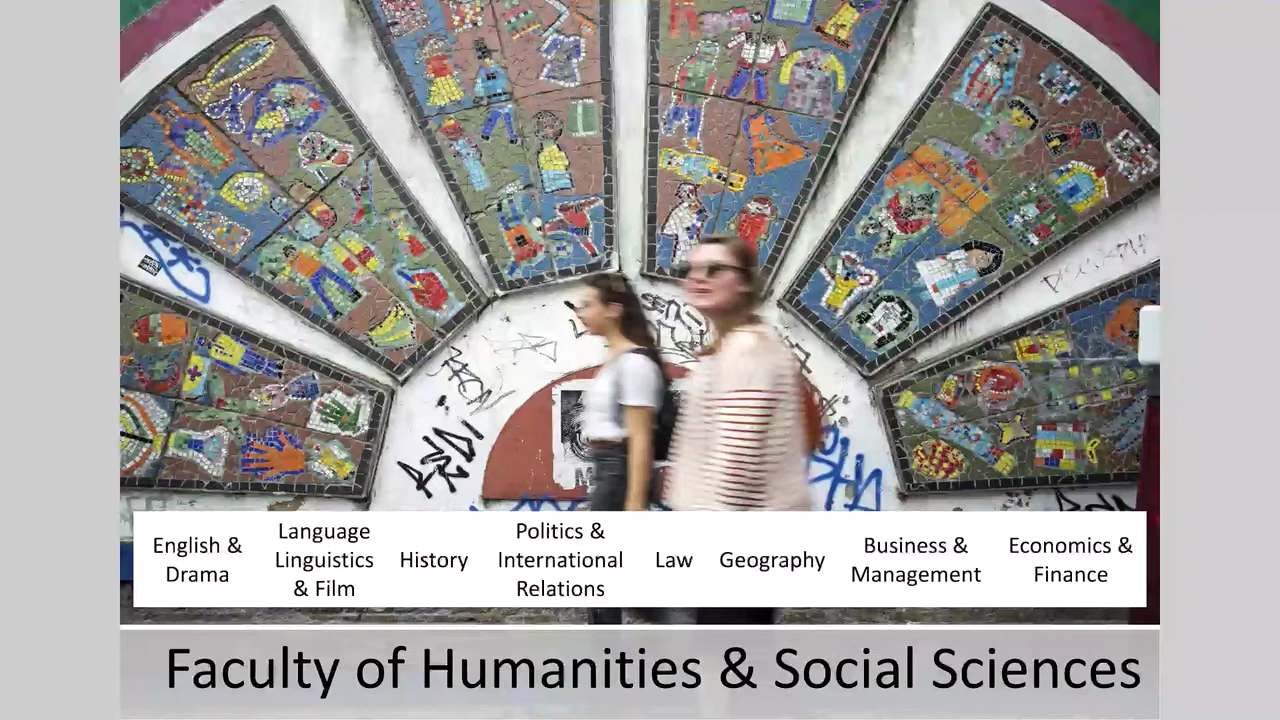 English &
Drama
Language
Linguistics
& Film
History
Politics &
International
Relations
Law
Geography
Business &
Management
Economics &
Finance
Faculty of Humanities & Social Sciences